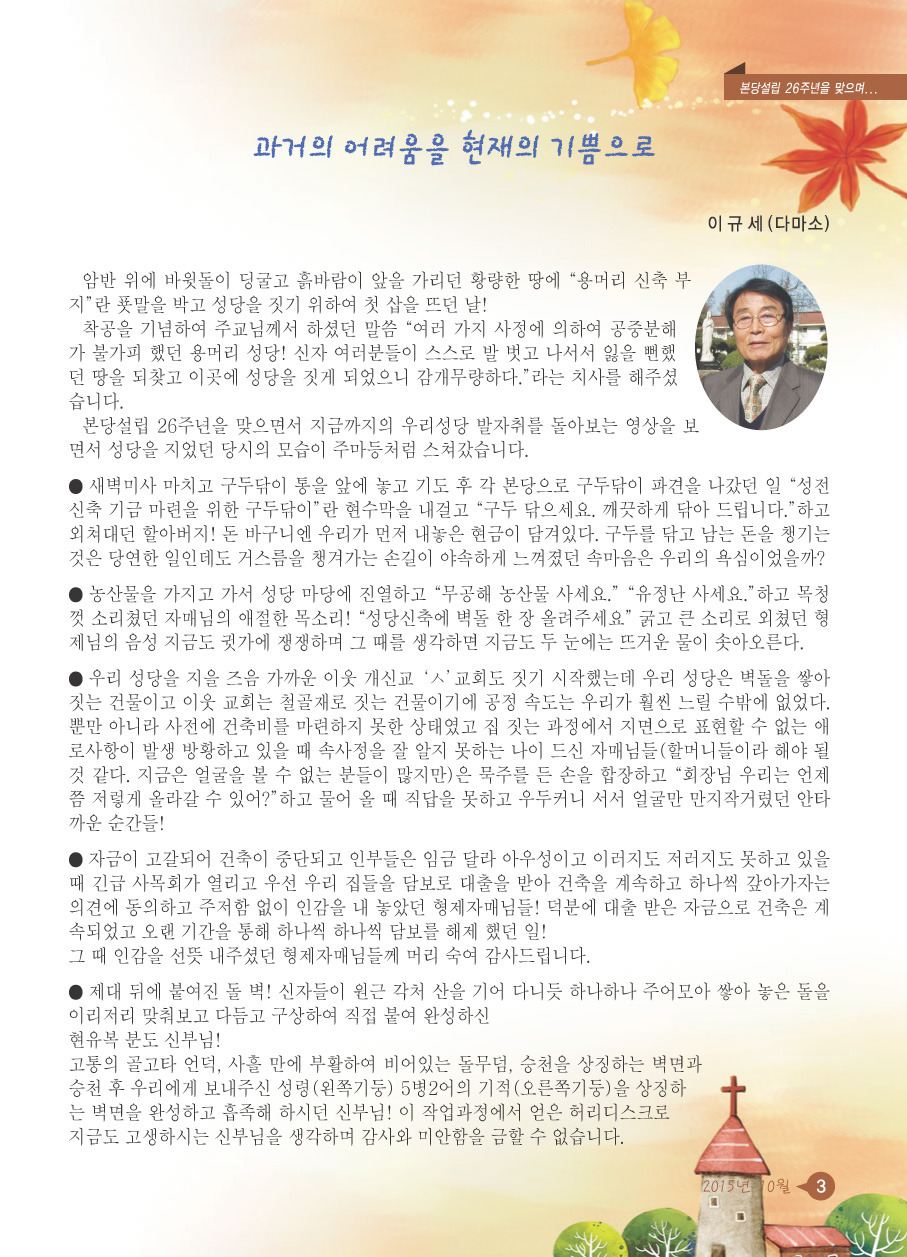 본당설립 26주년을 맞으며...
과거의 어려움을 현재의 기쁨으로
이 규 세 (다마소)
암반 위에 바윗돌이 딩굴고 흙바람이 앞을 가리던 황량한 땅에 “용머리 신축 부
지”란 푯말을 박고 성당을 짓기 위하여 첫 삽을 뜨던 날!
착공을 기념하여 주교님께서 하셨던 말씀 “여러 가지 사정에 의하여 공중분해
가 불가피 했던 용머리 성당! 신자 여러분들이 스스로 발 벗고 나서서 잃을 뻔했
던 땅을 되찾고 이곳에 성당을 짓게 되었으니 감개무량하다.”라는 치사를 해주셨
습니다.
본당설립 26주년을 맞으면서 지금까지의 우리성당 발자취를 돌아보는 영상을 보
면서 성당을 지었던 당시의 모습이 주마등처럼 스쳐갔습니다.
● 새벽미사 마치고 구두닦이 통을 앞에 놓고 기도 후 각 본당으로 구두닦이 파견을 나갔던 일 “성전
신축 기금 마련을 위한 구두닦이”란 현수막을 내걸고 “구두 닦으세요. 깨끗하게 닦아 드립니다.”하고
외쳐대던 할아버지! 돈 바구니엔 우리가 먼저 내놓은 현금이 담겨있다. 구두를 닦고 남는 돈을 챙기는
것은 당연한 일인데도 거스름을 챙겨가는 손길이 야속하게 느껴졌던 속마음은 우리의 욕심이었을까?
● 농산물을 가지고 가서 성당 마당에 진열하고 “무공해 농산물 사세요.” “유정난 사세요.”하고 목청
껏 소리쳤던 자매님의 애절한 목소리! “성당신축에 벽돌 한 장 올려주세요” 굵고 큰 소리로 외쳤던 형
제님의 음성 지금도 귓가에 쟁쟁하며 그 때를 생각하면 지금도 두 눈에는 뜨거운 물이 솟아오른다.
● 우리 성당을 지을 즈음 가까운 이웃 개신교 ‘ㅅ’교회도 짓기 시작했는데 우리 성당은 벽돌을 쌓아
짓는 건물이고 이웃 교회는 철골재로 짓는 건물이기에 공정 속도는 우리가 훨씬 느릴 수밖에 없었다.
뿐만 아니라 사전에 건축비를 마련하지 못한 상태였고 집 짓는 과정에서 지면으로 표현할 수 없는 애
로사항이 발생 방황하고 있을 때 속사정을 잘 알지 못하는 나이 드신 자매님들(할머니들이라 해야 될
것 같다. 지금은 얼굴을 볼 수 없는 분들이 많지만)은 묵주를 든 손을 합장하고 “회장님 우리는 언제
쯤 저렇게 올라갈 수 있어?”하고 물어 올 때 직답을 못하고 우두커니 서서 얼굴만 만지작거렸던 안타
까운 순간들!
● 자금이 고갈되어 건축이 중단되고 인부들은 임금 달라 아우성이고 이러지도 저러지도 못하고 있을
때 긴급 사목회가 열리고 우선 우리 집들을 담보로 대출을 받아 건축을 계속하고 하나씩 갚아가자는
의견에 동의하고 주저함 없이 인감을 내 놓았던 형제자매님들! 덕분에 대출 받은 자금으로 건축은 계
속되었고 오랜 기간을 통해 하나씩 하나씩 담보를 해제 했던 일!
그 때 인감을 선뜻 내주셨던 형제자매님들께 머리 숙여 감사드립니다.
● 제대 뒤에 붙여진 돌 벽! 신자들이 원근 각처 산을 기어 다니듯 하나하나 주어모아 쌓아 놓은 돌을
이리저리 맞춰보고 다듬고 구상하여 직접 붙여 완성하신
현유복 분도 신부님!
고통의 골고타 언덕, 사흘 만에 부활하여 비어있는 돌무덤, 승천을 상징하는 벽면과
승천 후 우리에게 보내주신 성령(왼쪽기둥) 5병2어의 기적(오른쪽기둥)을 상징하
는 벽면을 완성하고 흡족해 하시던 신부님! 이 작업과정에서 얻은 허리디스크로
지금도 고생하시는 신부님을 생각하며 감사와 미안함을 금할 수 없습니다.
2015년 10월 3